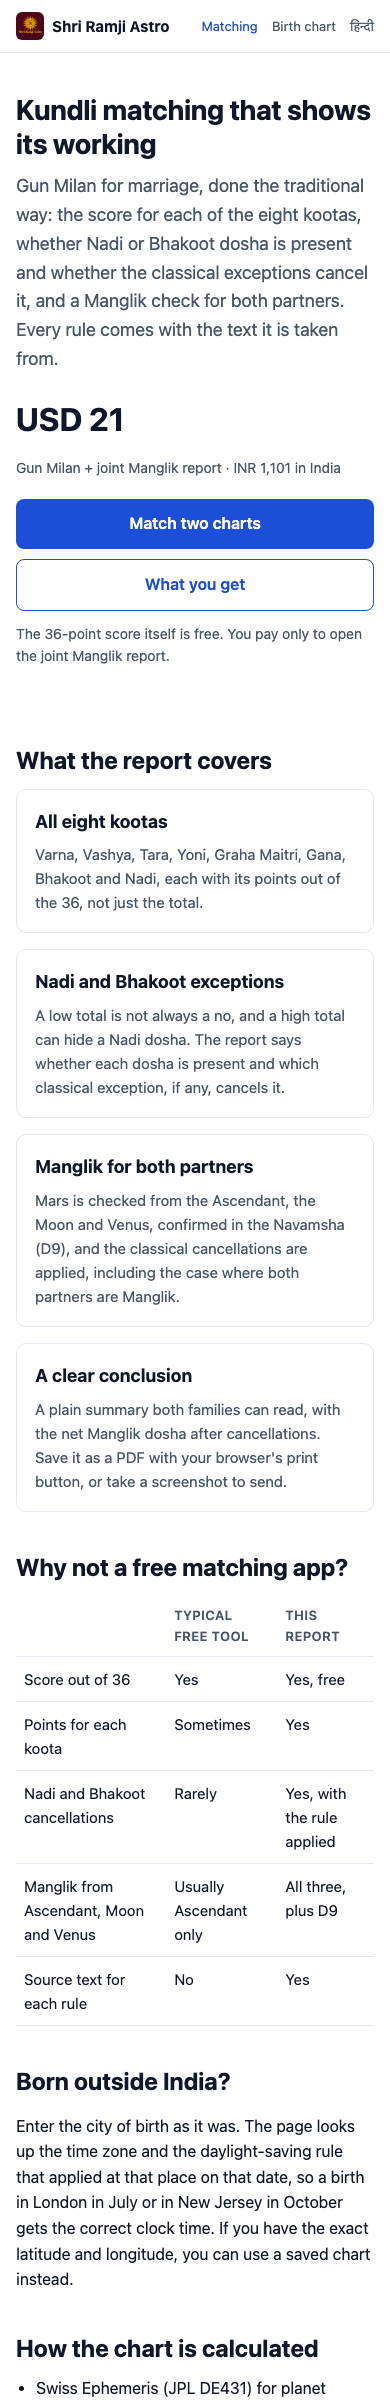 Shri Ramji Astro
Matching
Birth chart
हिन्दी
Kundli matching that shows
its working
Gun Milan for marriage, done the traditional
way: the score for each of the eight kootas,
whether Nadi or Bhakoot dosha is present
and whether the classical exceptions cancel
it, and a Manglik check for both partners.
Every rule comes with the text it is taken
from.
USD 21
Gun Milan + joint Manglik report · INR 1,101 in India
Match two charts
What you get
The 36-point score itself is free. You pay only to open
the joint Manglik report.
What the report covers
All eight kootas
Varna, Vashya, Tara, Yoni, Graha Maitri, Gana,
Bhakoot and Nadi, each with its points out of
the 36, not just the total.
Nadi and Bhakoot exceptions
A low total is not always a no, and a high total
can hide a Nadi dosha. The report says
whether each dosha is present and which
classical exception, if any, cancels it.
Manglik for both partners
Mars is checked from the Ascendant, the
Moon and Venus, confirmed in the Navamsha
(D9), and the classical cancellations are
applied, including the case where both
partners are Manglik.
A clear conclusion
A plain summary both families can read, with
the net Manglik dosha after cancellations.
Save it as a PDF with your browser's print
button, or take a screenshot to send.
Why not a free matching app?
TYPICAL
FREE TOOL
THIS
REPORT
Score out of 36
Yes
Yes, free
Points for each
koota
Sometimes
Yes
Nadi and Bhakoot
cancellations
Rarely
Yes, with
the rule
applied
Manglik from
Ascendant, Moon
and Venus
Usually
Ascendant
only
All three,
plus D9
Source text for
each rule
No
Yes
Born outside India?
Enter the city of birth as it was. The page looks
up the time zone and the daylight-saving rule
that applied at that place on that date, so a birth
in London in July or in New Jersey in October
gets the correct clock time. If you have the exact
latitude and longitude, you can use a saved chart
instead.
How the chart is calculated
• Swiss Ephemeris (JPL DE431) for planet